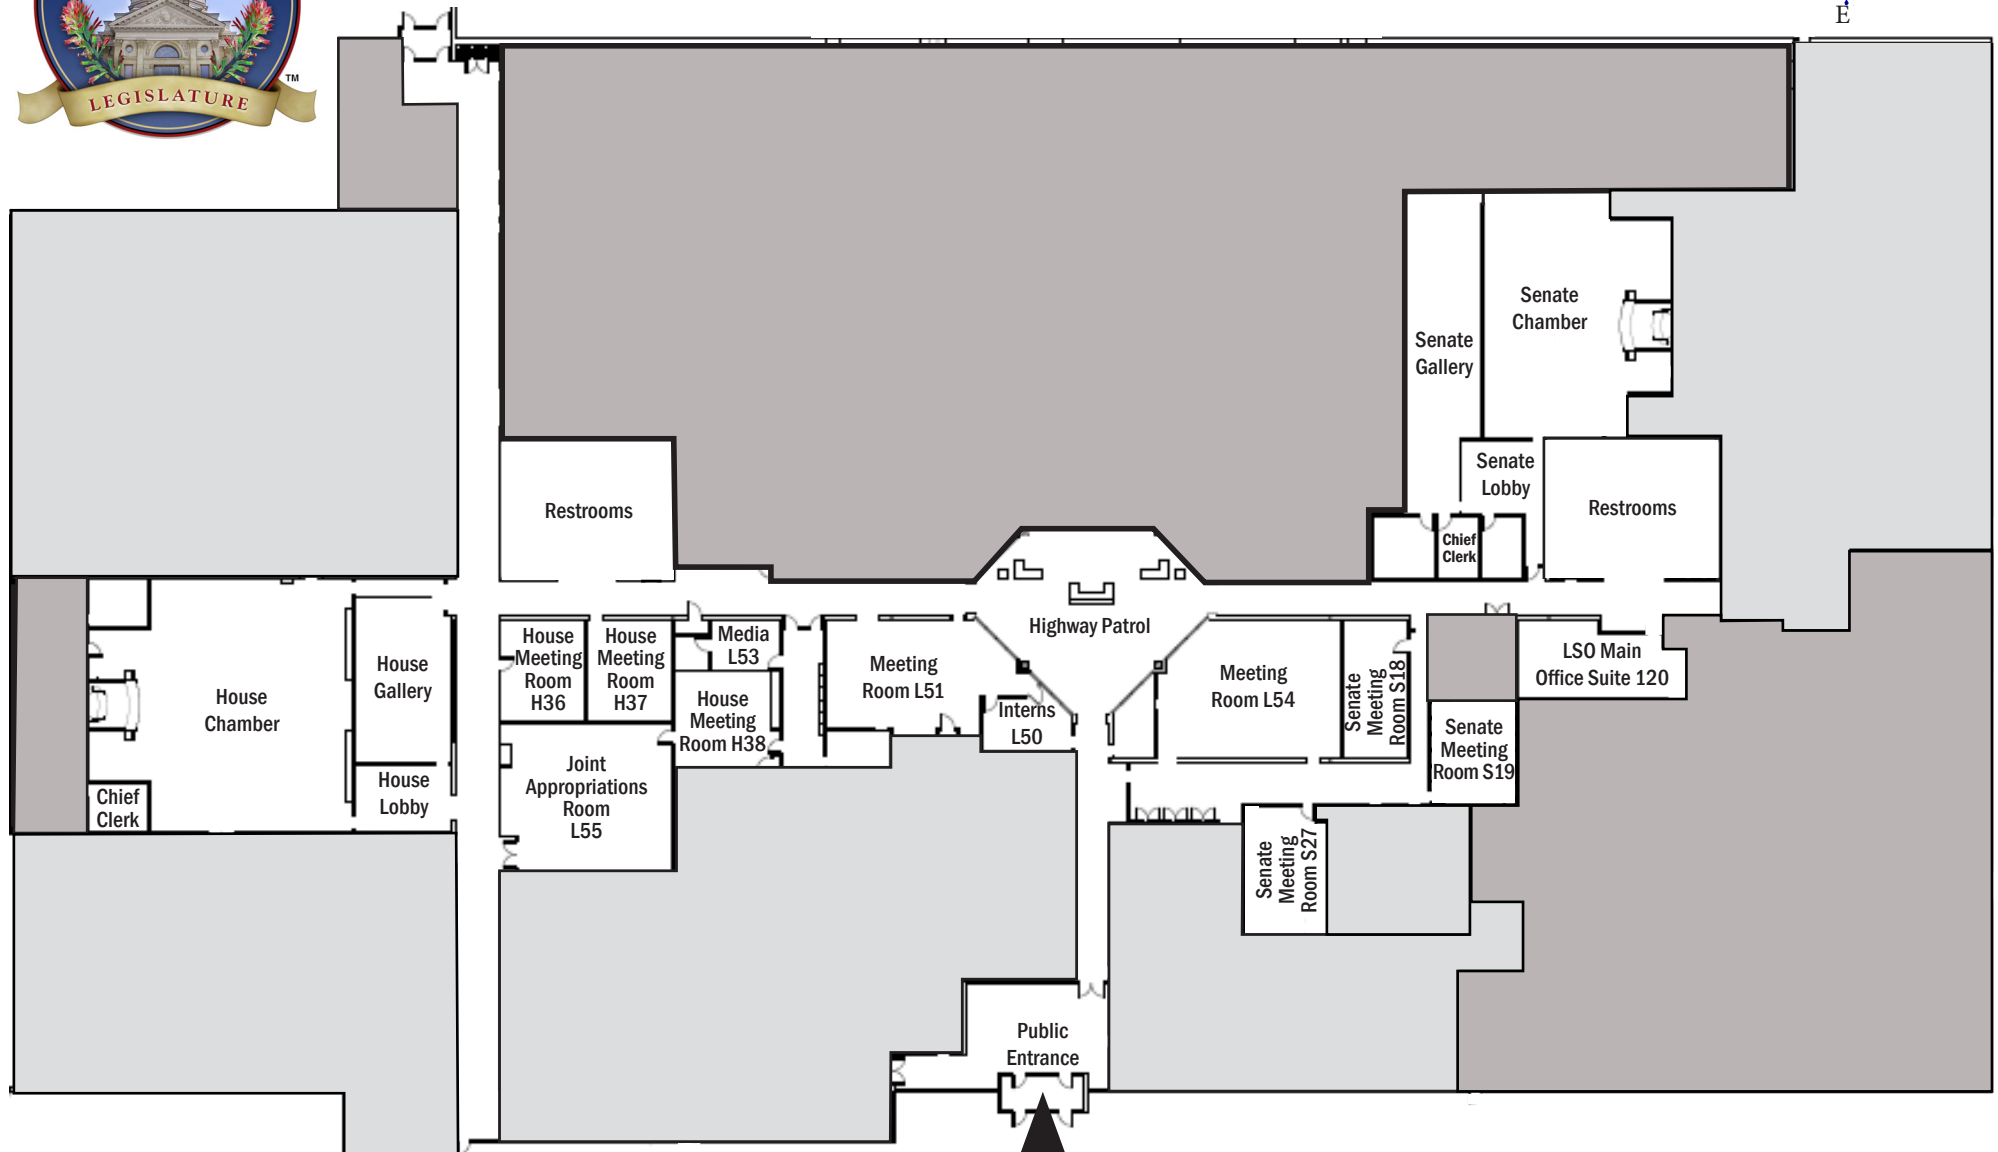 E
LEGISLATURE
TM
Senate
Chamber
Senate
Gallery
Senate
Lobby
Restrooms
Restrooms
Chief
Clerk
Highway Patrol
House
Meeting
Room
H36
House
Meeting
Room
H37
Media
L53
House
Meeting
Room H38
Meeting
Room L51
Interns
L50
Meeting
Room L54
Senate
Meeting
Room S18
LSO Main
Office Suite 120
Senate
Meeting
Room S19
House
Gallery
House
Chamber
House
Lobby
Chief
Clerk
Joint
Appropriations
Room
L55
Senate
Meeting
Room S27
Public
Entrance